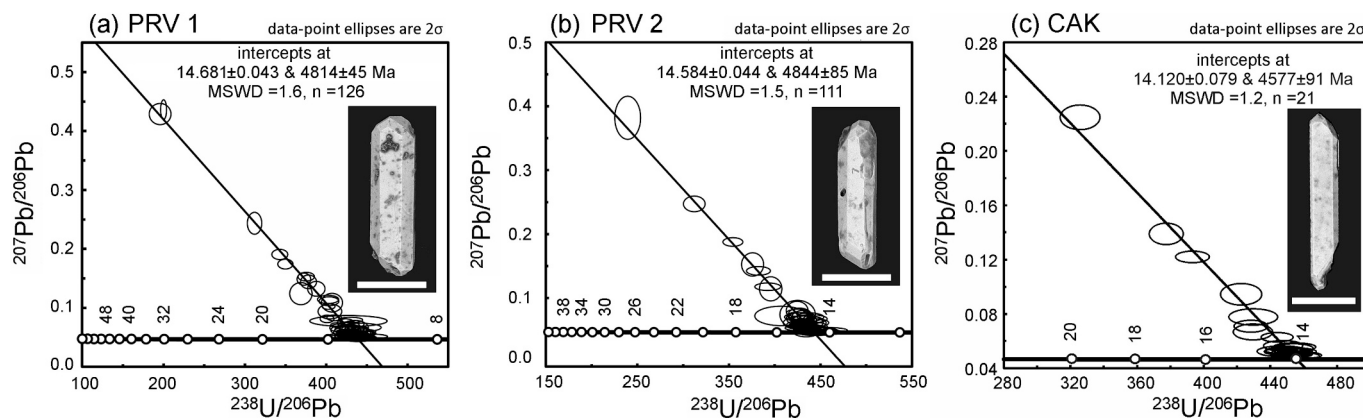 (a) PRV 1
data-point ellipses are 2σ
intercepts at
14.681±0.043 & 4814±45 Ma
MSWD =1.6, n =126
0.5
0.4
0.3
0.2
0.1
0.0
207Pb/206Pb
48 40 32 24 20 8
100 200 300 400 500
238U/206Pb
(b) PRV 2
data-point ellipses are 2σ
intercepts at
14.584±0.044 & 4844±85 Ma
MSWD =1.5, n =111
0.5
0.4
0.3
0.2
0.1
0.0
207Pb/206Pb
38 34 30 26 22 18 14
150 250 350 450 550
238U/206Pb
(c) CAK
data-point ellipses are 2σ
intercepts at
14.120±0.079 & 4577±91 Ma
MSWD =1.2, n =21
0.28
0.24
0.20
0.16
0.12
0.08
0.04
207Pb/206Pb
20 18 16 14
280 320 360 400 440 480
238U/206Pb